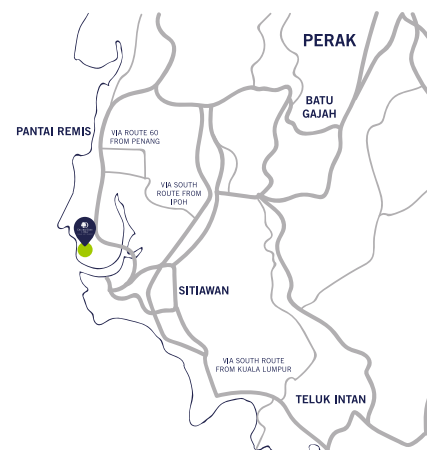 PERAK
BATU
GAJAH
PANTAI REMIS
VIA ROUTE 60
FROM PENANG
VIA SOUTH
ROUTE FROM
IPOH
SITIAWAN
VIA SOUTH ROUTE
FROM KUALA LUMPUR
TELUK INTAN